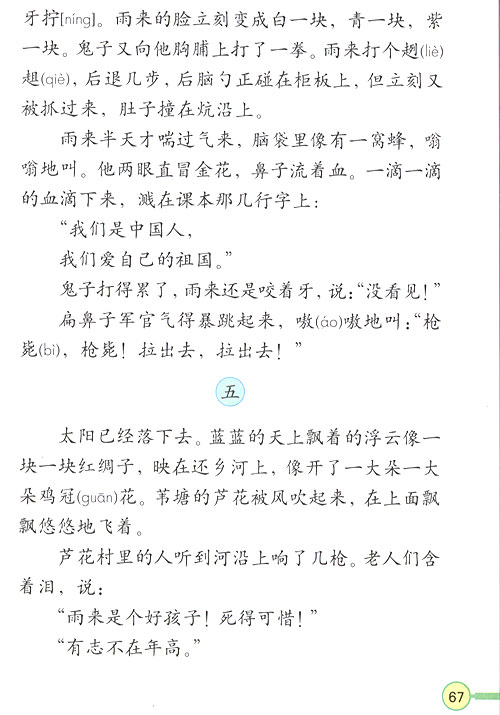 牙拧[níng]。雨来的脸立刻变成白一块，青一块，紫
一块。鬼子又向他胸脯上打了一拳。雨来打个趔(liè)
趄(qiè)，后退几步，后脑勺正碰在柜板上，但立刻又
被抓过来，肚子撞在炕沿上。
雨来半天才喘过气来，脑袋里像有一窝蜂，嗡
嗡地叫。他两眼直冒金花，鼻子流着血。一滴一滴
的血滴下来，溅在课本那几行字上：
“我们是中国人，
我们爱自己的祖国。”
鬼子打得累了，雨来还是咬着牙，说：“没看见！”
扁鼻子军官气得暴跳起来，嗷(áo)嗷地叫：“枪
毙(bì)，枪毙！拉出去，拉出去！”
五
太阳已经落下去。蓝蓝的天上飘着的浮云像一
块一块红绸子，映在还乡河上，像开了一大朵一大
朵鸡冠(guān)花。苇塘的芦花被风吹起来，在上面飘
飘悠悠地飞着。
芦花村里的人听到河沿上响了几枪。老人们含
着泪，说：
“雨来是个好孩子！死得可惜！”
“有志不在年高。”
67